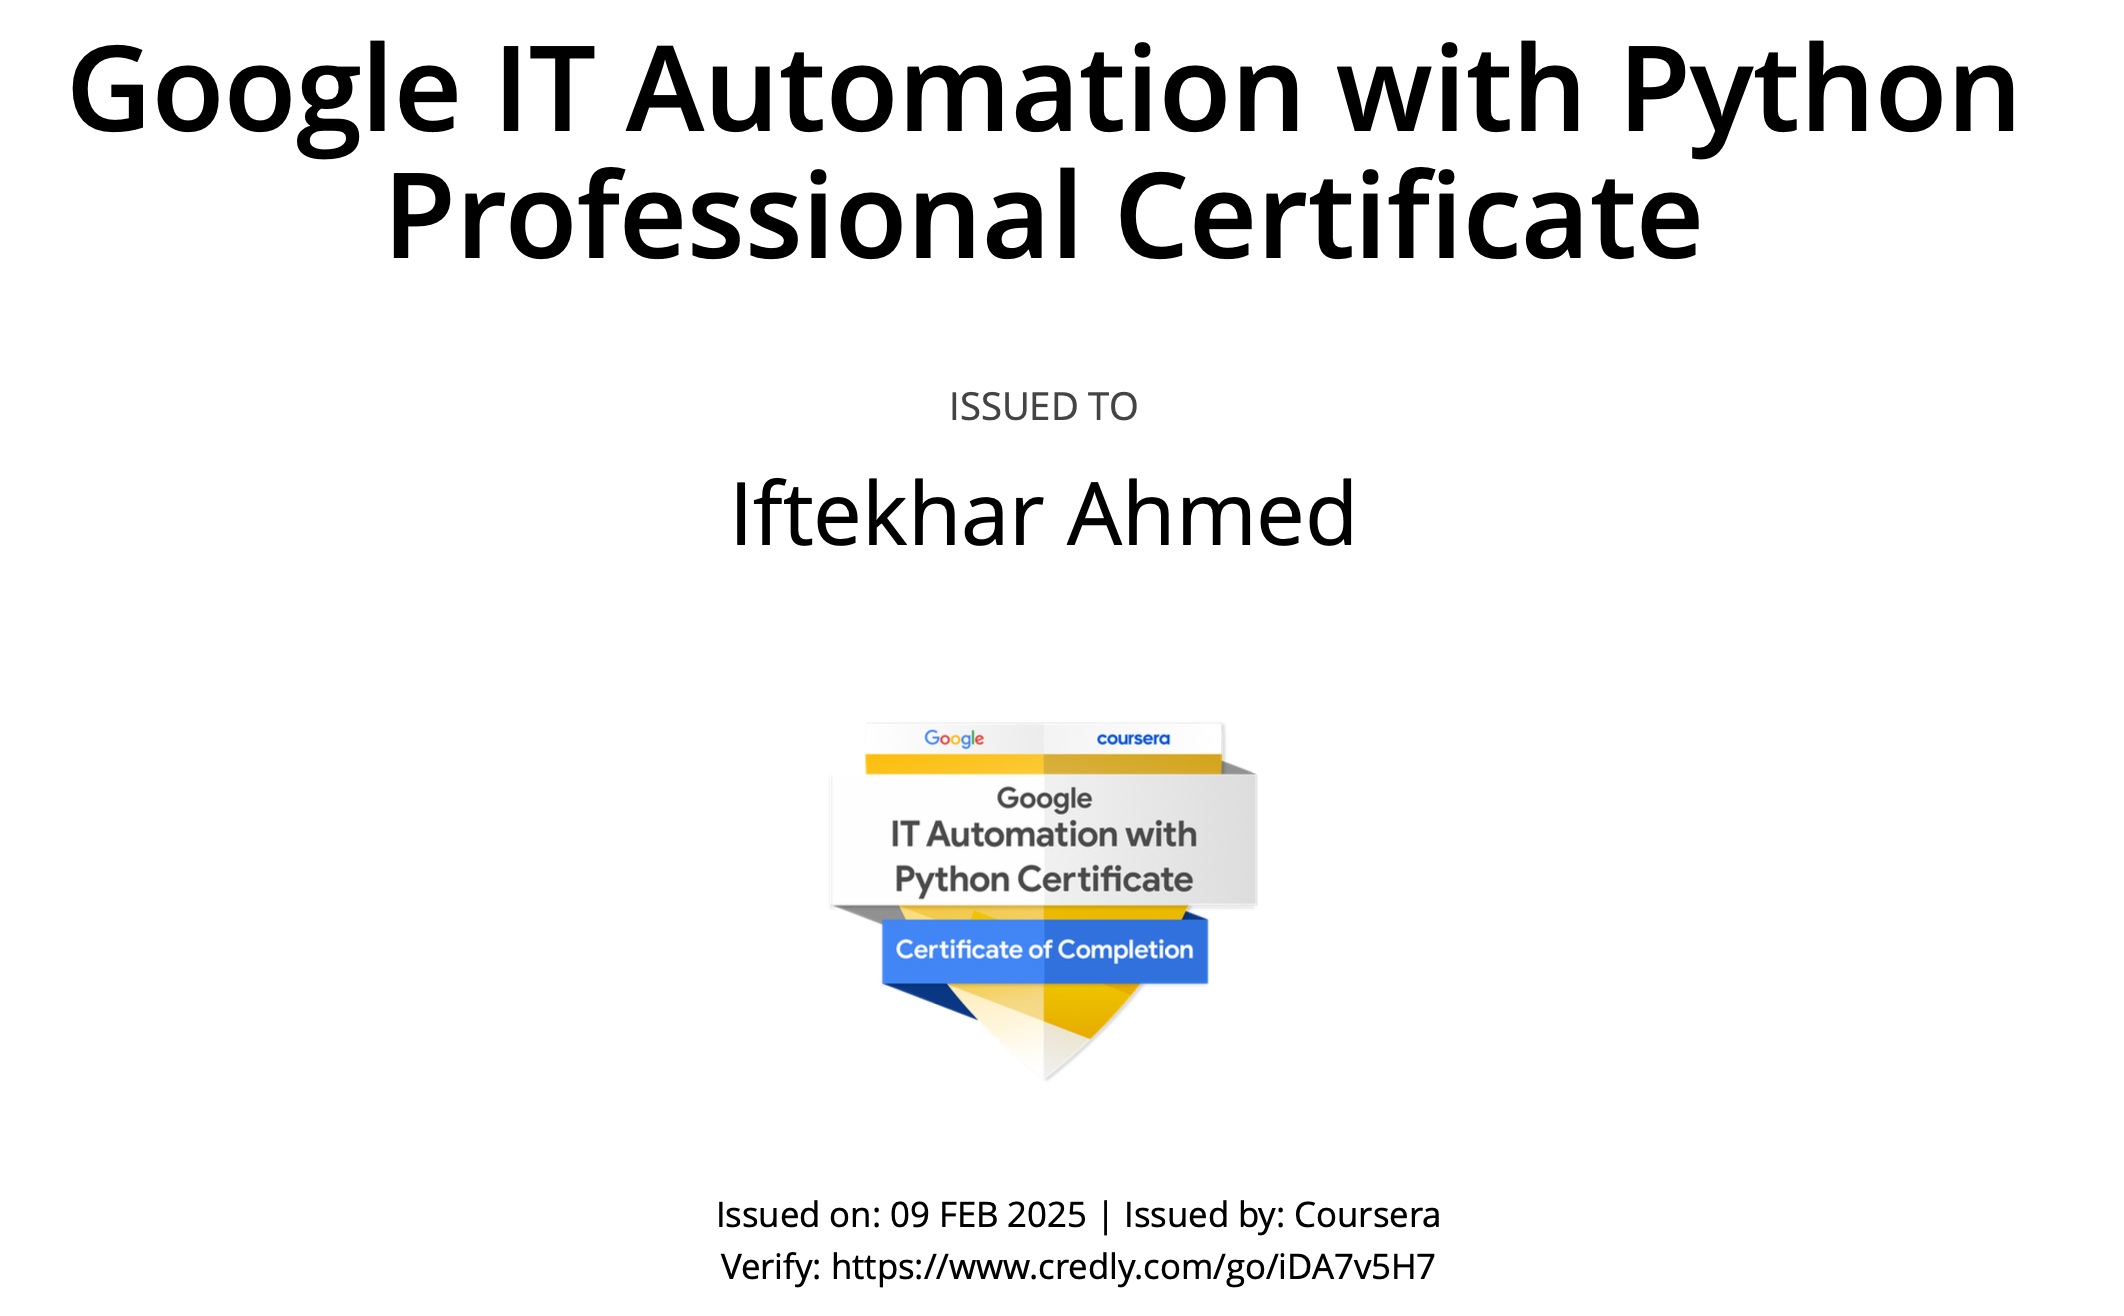 Google IT Automation with Python
Professional Certificate
ISSUED TO
Iftekhar Ahmed
Google
coursera
Google
IT Automation with
Python Certificate
Certificate of Completion
Issued on: 09 FEB 2025 | Issued by: Coursera
Verify: https://www.credly.com/go/iDA7v5H7